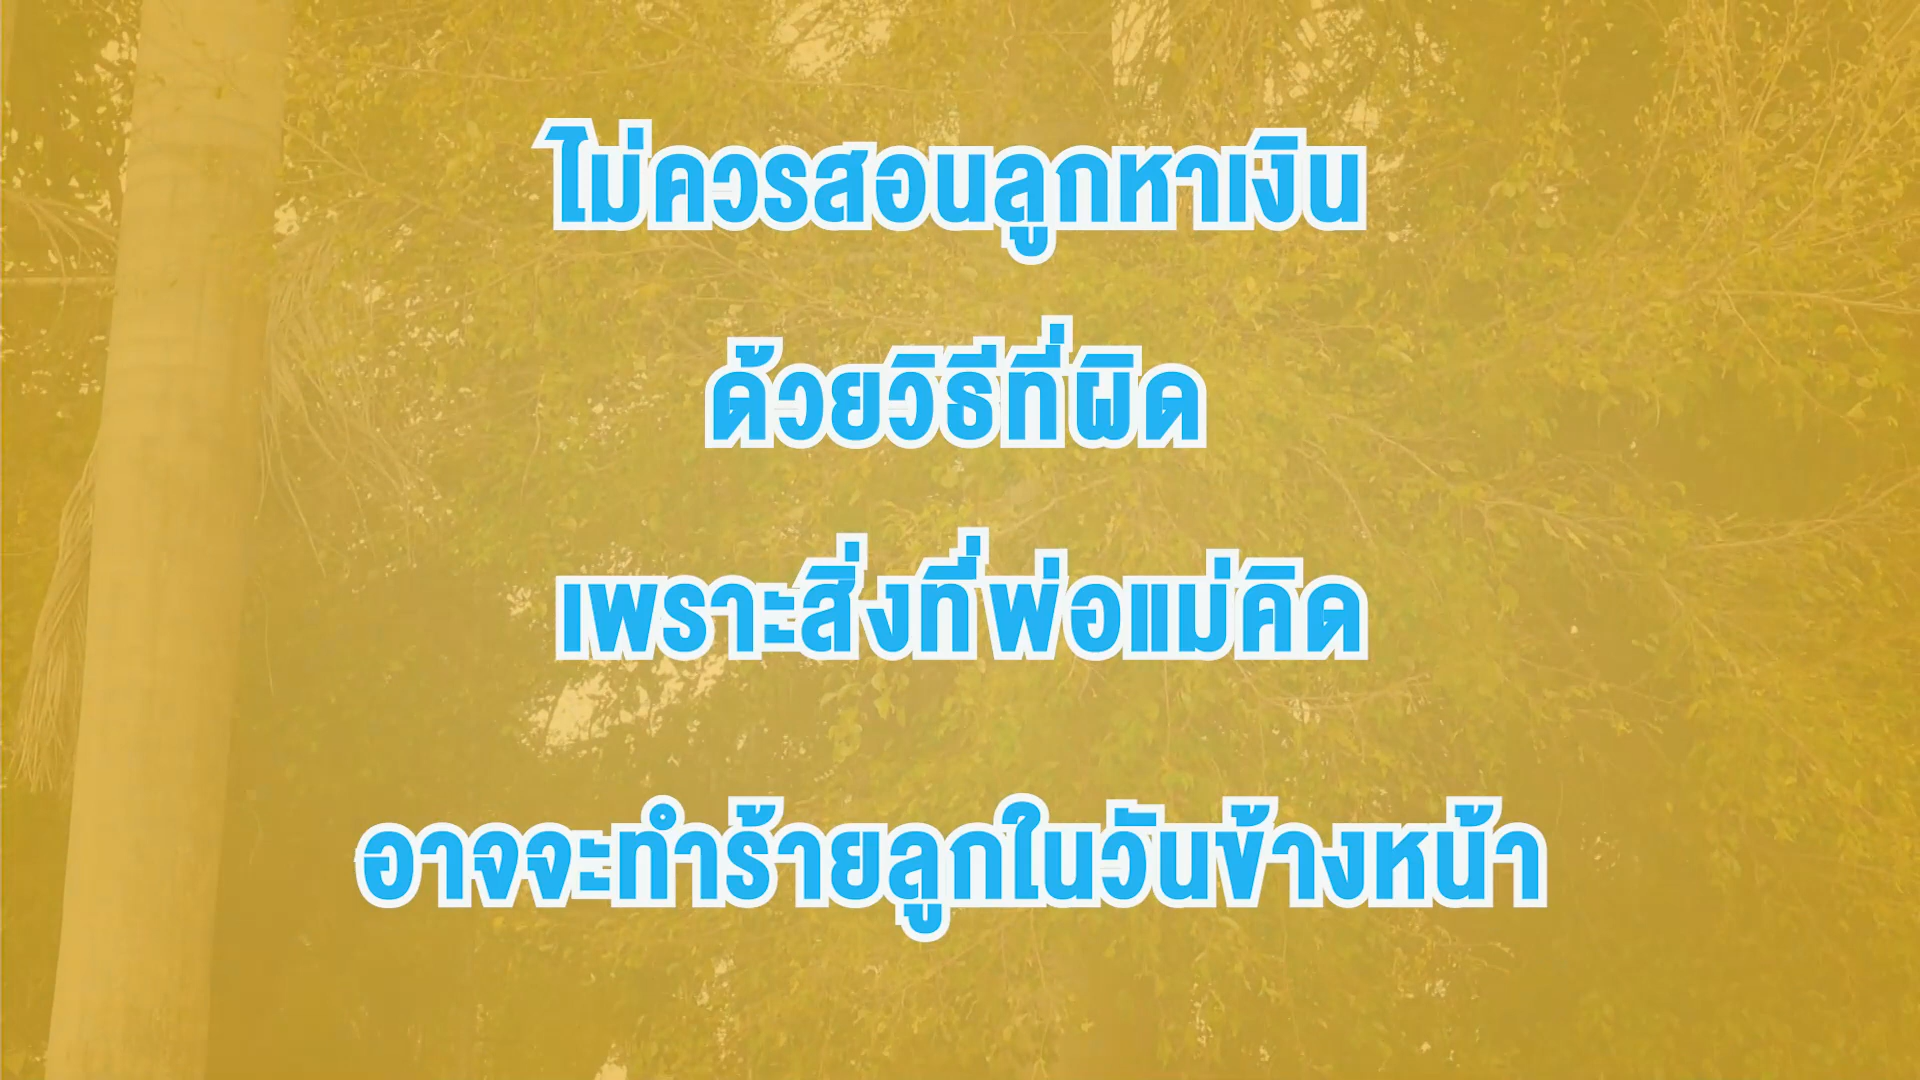 ไม่ควรสอนลูกหาเงิน
ด้วยวิธีที่ผิด
เพราะสิ่งที่พ่อแม่คิด
อาจจะทำร้ายลูกในวันข้างหน้า